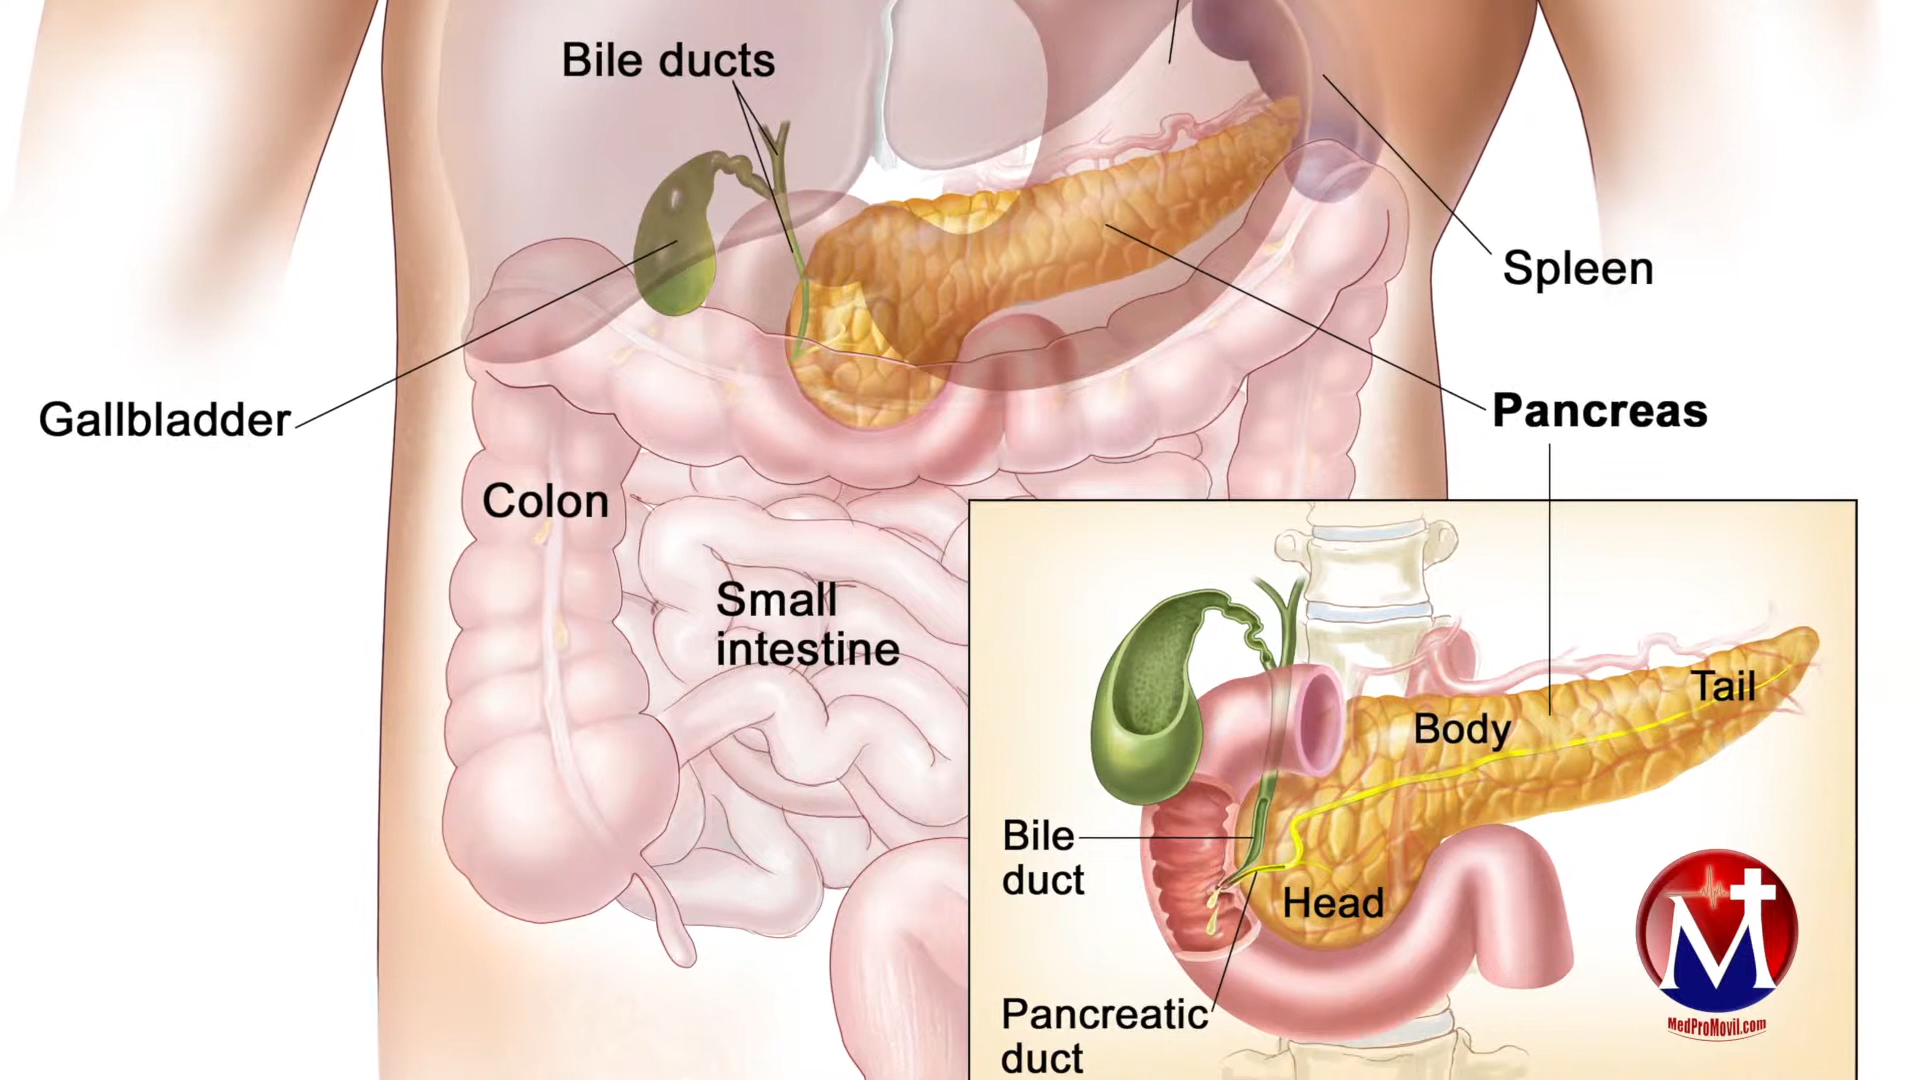 Bile ducts
Spleen
Gallbladder
Pancreas
Colon
Small
intestine
Body
Tail
Bile
duct
Head
Pancreatic
duct
M
MedProMovil.com